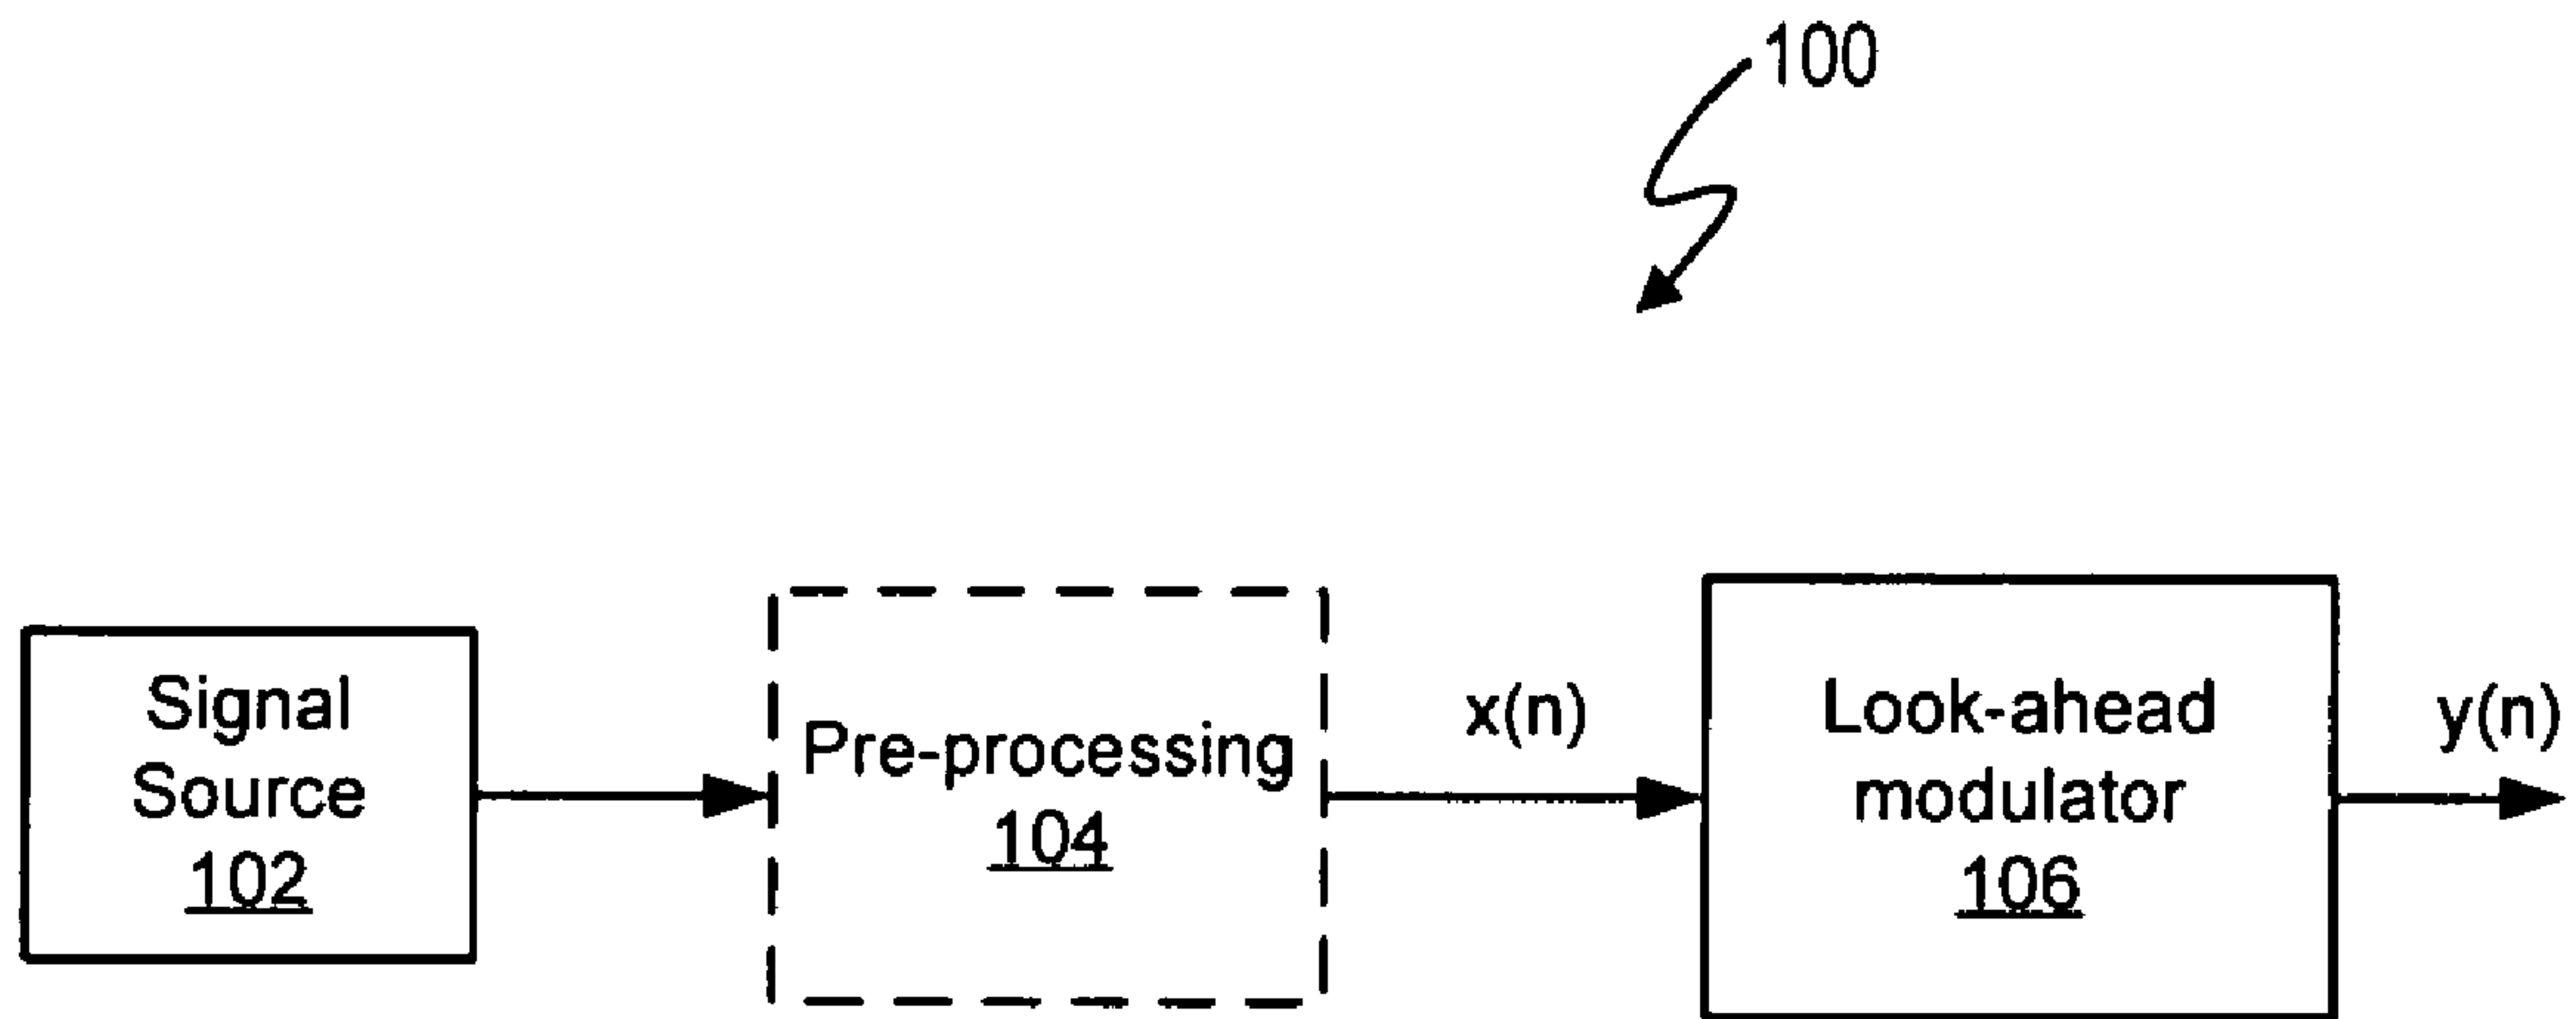 100
Signal
Source
102
Pre-processing
104
x(n)
Look-ahead
modulator
106
y(n)